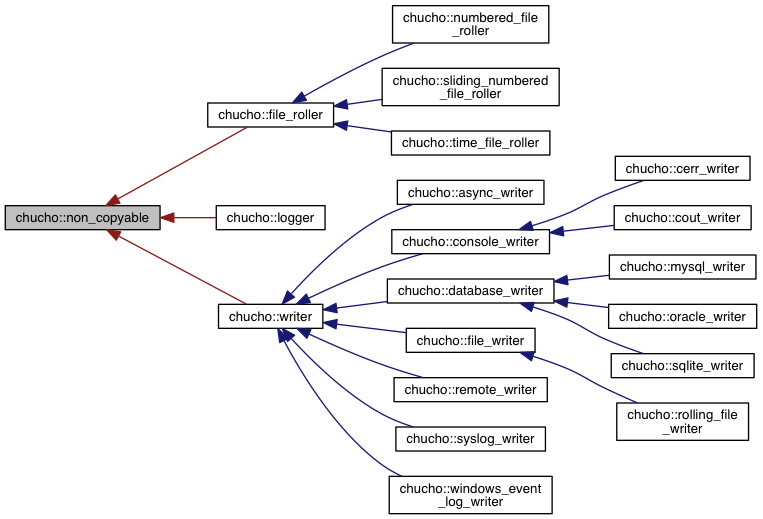 chucho::numbered_file
_roller
chucho::sliding_numbered
_file_roller
chucho::file_roller
chucho::time_file_roller
chucho::cerr_writer
chucho::async_writer
chucho::non_copyable
chucho::logger
chucho::cout_writer
chucho::console_writer
chucho::mysql_writer
chucho::database_writer
chucho::writer
chucho::oracle_writer
chucho::file_writer
chucho::sqlite_writer
chucho::remote_writer
chucho::rolling_file
_writer
chucho::syslog_writer
chucho::windows_event
_log_writer